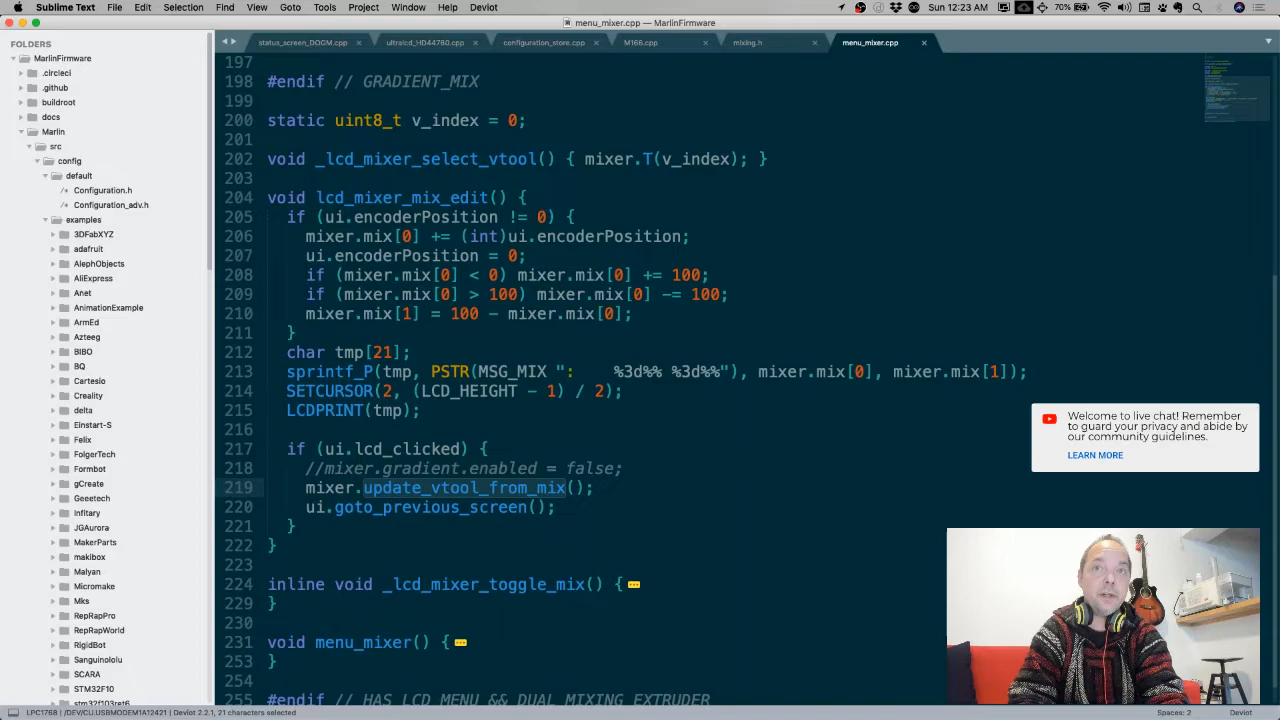 Sublime Text File Edit Selection Find View Goto Tools Project Window Help Deviot 70% Sun 12:23 AM
menu_mixer.cpp — MarlinFirmware
FOLDERS
MarlinFirmware
.circleci
.github
buildroot
docs
Marlin
src
config
default
/* Configuration.h
/* Configuration_adv.h
examples
3DFabXYZ
adafruit
AlephObjects
AliExpress
Anet
AnimationExample
ArmEd
Azteeg
BIBO
BQ
Cartesio
Creality
delta
Einstart-S
Felix
FolgerTech
Formbot
gCreate
Geeetech
Infitary
JGAurora
MakerParts
makibox
Malyan
Micromake
Mks
RepRapPro
RepRapWorld
RigidBot
Sanguinololu
SCARA
STM32F10
stm32f103ret6
status_screen_DOGM.cpp ultralcd_HD44780.cpp configuration_store.cpp M166.cpp mixing.h menu_mixer.cpp
197
198 #endif // GRADIENT_MIX
199
200 static uint8_t v_index = 0;
201
202 void _lcd_mixer_select_vtool() { mixer.T(v_index); }
203
204 void lcd_mixer_mix_edit() {
205 if (ui.encoderPosition != 0) {
206 mixer.mix[0] += (int)ui.encoderPosition;
207 ui.encoderPosition = 0;
208 if (mixer.mix[0] < 0) mixer.mix[0] += 100;
209 if (mixer.mix[0] > 100) mixer.mix[0] -= 100;
210 mixer.mix[1] = 100 - mixer.mix[0];
211 }
212 char tmp[21];
213 sprintf_P(tmp, PSTR(MSG_MIX ":    %3d%% %3d%%"), mixer.mix[0], mixer.mix[1]);
214 SETCURSOR(2, (LCD_HEIGHT - 1) / 2);
215 LCDPRINT(tmp);
216
217 if (ui.lcd_clicked) {
218 //mixer.gradient.enabled = false;
219 mixer.update_vtool_from_mix();
220 ui.goto_previous_screen();
221 }
222 }
223
224 inline void _lcd_mixer_toggle_mix() {
229 }
230
231 void menu_mixer() {
253 }
254
255 #endif // HAS_LCD_MENU && DUAL_MIXING_EXTRUDER
Welcome to live chat! Remember
to guard your privacy and abide by
our community guidelines.
LEARN MORE
LPC1768 | /DEV/CU.USBMODEM1A12421 | Deviot 2.2.1, 21 characters selected Spaces: 2 Deviot